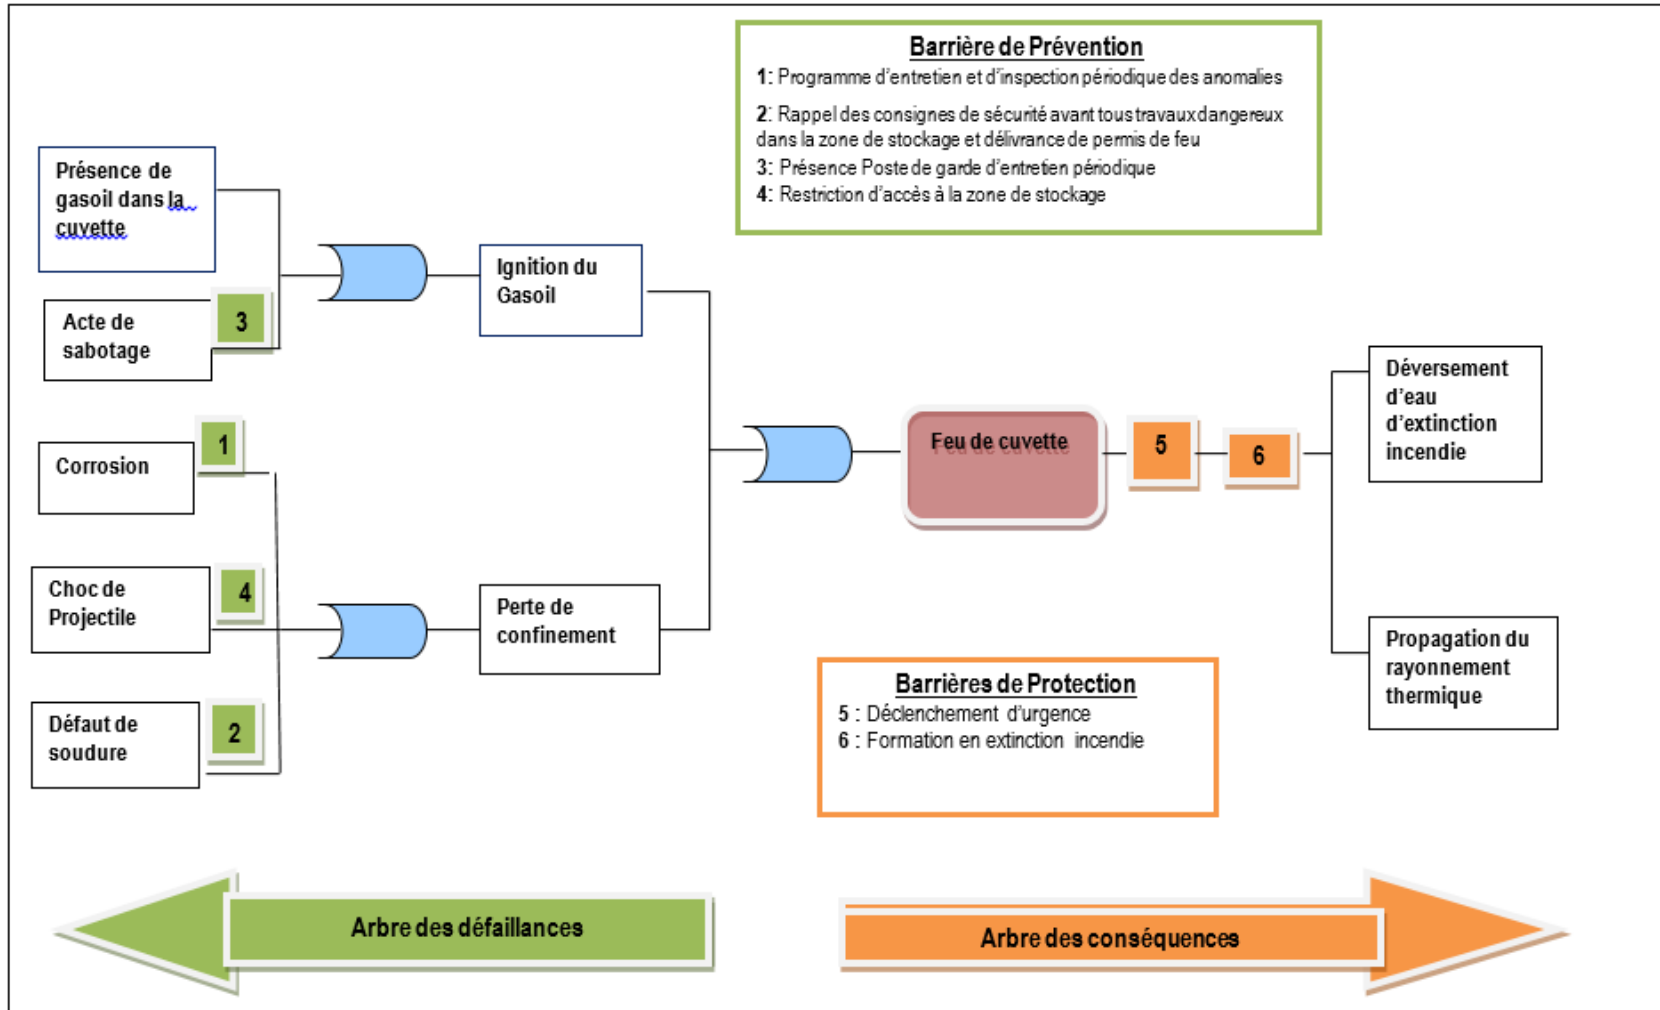 Barrière de Prévention
1: Programme d'entretien et d'inspection périodique des anomalies
2: Rappel des consignes de sécurité avant tous travaux dangereux
dans la zone de stockage et délivrance de permis de feu
3: Présence Poste de garde d'entretien périodique
4: Restriction d'accès à la zone de stockage
Présence de
gasoil dans la
cuvette
Acte de
sabotage
3
Ignition du
Gasoil
Corrosion
1
Choc de
Projectile
4
Défaut de
soudure
2
Perte de
confinement
Feu de cuvette
5
6
Déversement
d'eau
d'extinction
incendie
Propagation du
rayonnement
thermique
Barrières de Protection
5 : Déclenchement d'urgence
6 : Formation en extinction incendie
Arbre des défaillances
Arbre des conséquences